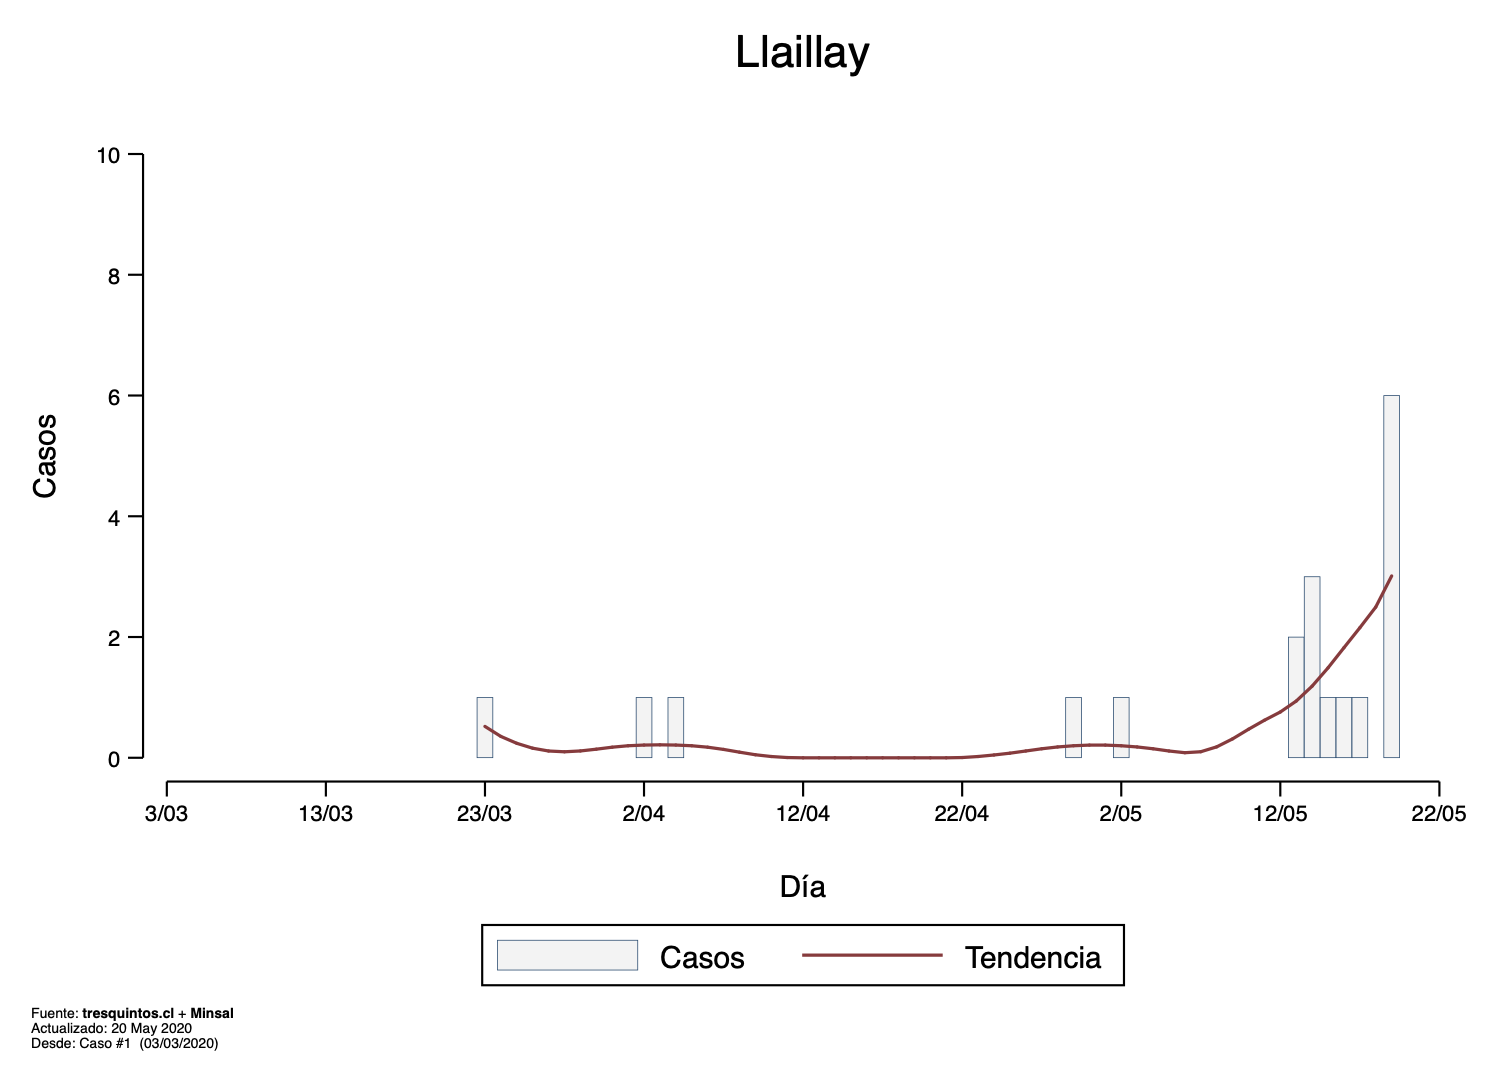 Llaillay
Casos
10
8
6
4
2
0
3/03 13/03 23/03 2/04 12/04 22/04 2/05 12/05 22/05
Día
Casos Tendencia
Fuente: tresquintos.cl + Minsal
Actualizado: 20 May 2020
Desde: Caso #1 (03/03/2020)